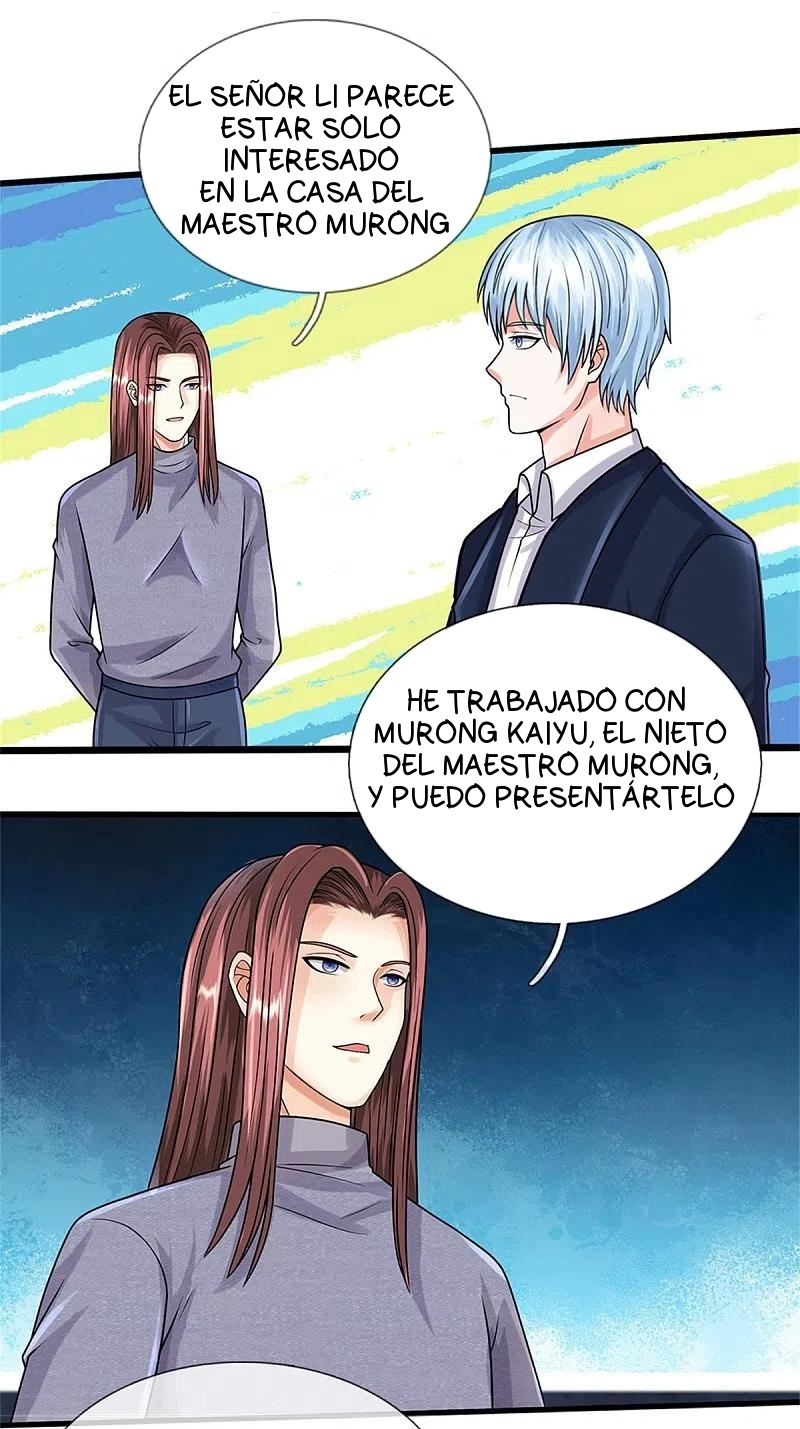 EL SEÑOR LI PARECE
ESTAR SOLO
INTERESADO
EN LA CASA DEL
MAESTRO MURONG
HE TRABAJADO CON
MURONG KAIYU, EL NIETO
DEL MAESTRO MURONG,
Y PUEDO PRESENTÁRTELO